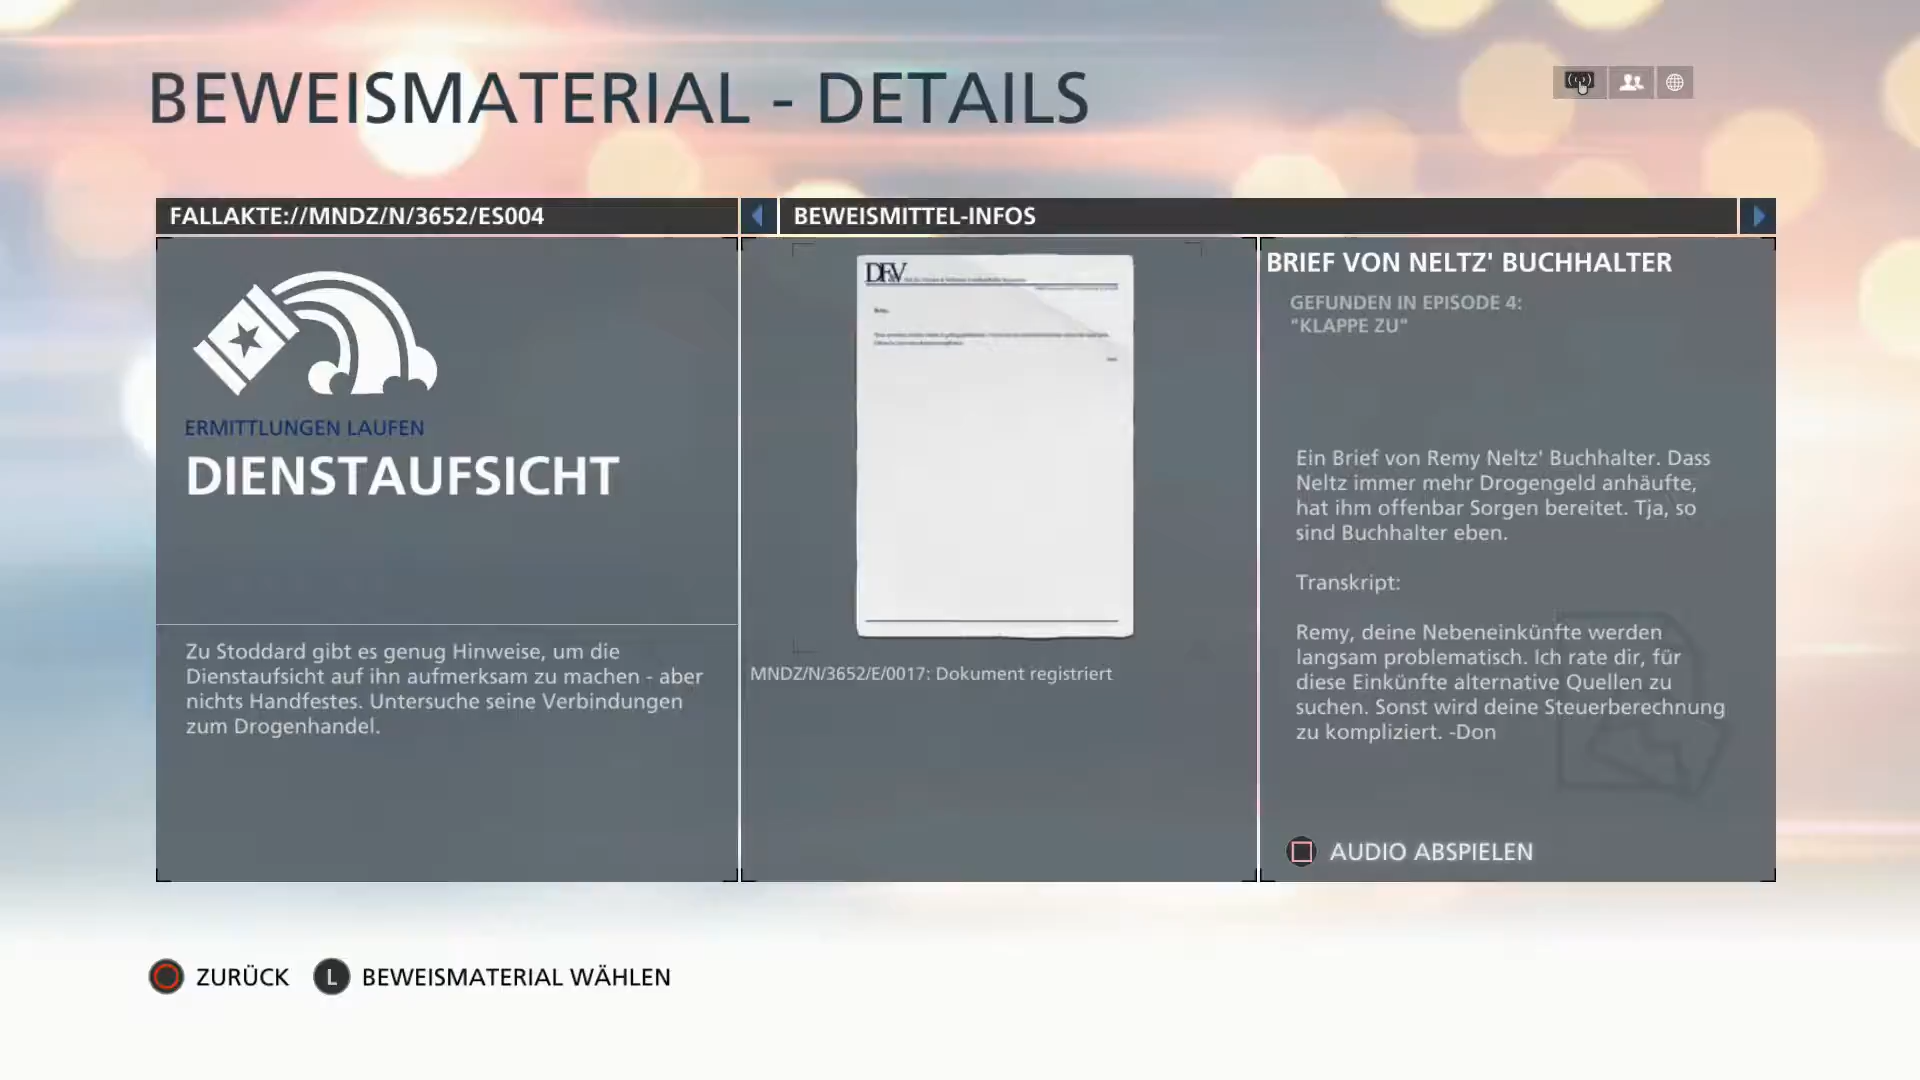 BEWEISMATERIAL - DETAILS
FALLAKTE://MNDZ/N/3652/ES004
BEWEISMITTEL-INFOS
ERMITTLUNGEN LAUFEN
DIENSTAUFSICHT
Zu Stoddard gibt es genug Hinweise, um die
Dienstaufsicht auf ihn aufmerksam zu machen - aber
nichts Handfestes. Untersuche seine Verbindungen
zum Drogenhandel.
MNDZ/N/3652/E/0017: Dokument registriert
BRIEF VON NELTZ' BUCHHALTER
GEFUNDEN IN EPISODE 4:
"KLAPPE ZU"
Ein Brief von Remy Neltz' Buchhalter. Dass
Neltz immer mehr Drogengeld anhäufte,
hat ihm offenbar Sorgen bereitet. Tja, so
sind Buchhalter eben.
Transkript:
Remy, deine Nebeneinkünfte werden
langsam problematisch. Ich rate dir, für
diese Einkünfte alternative Quellen zu
suchen. Sonst wird deine Steuerberechnung
zu kompliziert. -Don
AUDIO ABSPIELEN
ZURÜCK
L BEWEISMATERIAL WÄHLEN